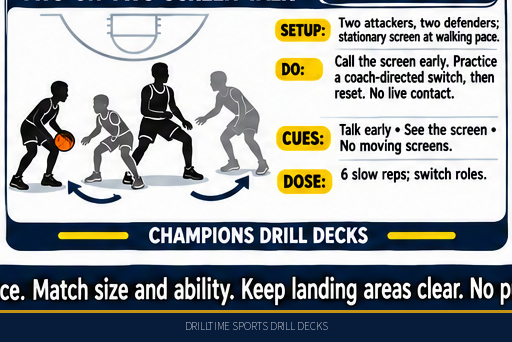 SETUP: Two attackers, two defenders;
stationary screen at walking pace.
DO: Call the screen early. Practice
a coach-directed switch, then
reset. No live contact.
CUES: Talk early • See the screen •
No moving screens.
DOSE: 6 slow reps; switch roles.
CHAMPIONS DRILL DECKS
Match size and ability. Keep landing areas clear. No
DRILLTIME SPORTS DRILL DECKS